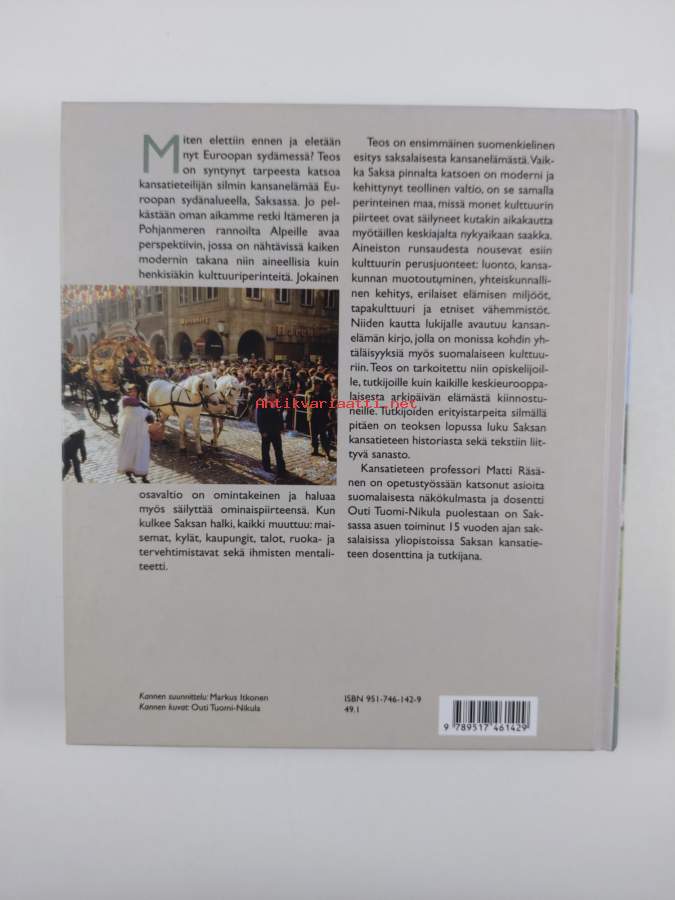 Miten elettiin ennen ja eletään
nyt Euroopan sydämessä? Teos
on syntynyt tarpeesta katsoa
kansatieteilijän silmin kansanelämää Eu-
roopan sydänalueella, Saksassa. Jo pel-
kästään oman aikamme retki Itämeren ja
Pohjanmeren rannoilta Alpeille avaa
perspektiivin, jossa on nähtävissä kaiken
modernin takana niin aineellisia kuin
henkisiäkin kulttuuriperinteitä. Jokainen
osavaltio on omintakeinen ja haluaa
myös säilyttää ominaispiirteensä. Kun
kulkee Saksan halki, kaikki muuttuu: mai-
semat, kylät, kaupungit, talot, ruoka- ja
tervehtimistavat sekä ihmisten mentali-
teetti.
Teos on ensimmäinen suomenkielinen
esitys saksalaisesta kansanelämästä. Vaik-
ka Saksa pinnalta katsoen on moderni ja
kehittynyt teollinen valtio, on se samalla
perinteinen maa, missä monet kulttuurin
piirteet ovat säilyneet kutakin aikakautta
myötäillen keskiajalta nykyaikaan saakka.
Aineiston runsaudesta nousevat esiin
kulttuurin perusjuonteet: luonto, kansa-
kunnan muotoutuminen, yhteiskunnalli-
nen kehitys, erilaiset elämisen miljööt,
tapakulttuuri ja etniset vähemmistöt.
Niiden kautta lukijalle avautuu kansan-
elämän kirjo, jolla on monissa kohdin yh-
täläisyyksiä myös suomalaiseen kulttuu-
riin. Teos on tarkoitettu niin opiskelijoil-
le, tutkijoille kuin kaikille keskieurooppa-
laisesta arkipäivän elämästä kiinnostu-
neille. Tutkijoiden erityistarpeita silmällä
pitäen on teoksen lopussa luku Saksan
kansatieteen historiasta sekä tekstiin liit-
tyvä sanasto.
Kansatieteen professori Matti Räsä-
nen on opetustyössään katsonut asioita
suomalaisesta näkökulmasta ja dosentti
Outi Tuomi-Nikula puolestaan on Sak-
sassa asuen toiminut 15 vuoden ajan sak-
salaisissa yliopistoissa Saksan kansatie-
teen dosenttina ja tutkijana.
Antikvariaatti.net
Kannen suunnittelu: Markus Itkonen
Kannen kuvat: Outi Tuomi-Nikula
ISBN 951-746-142-9
49.1
9 789517 461429